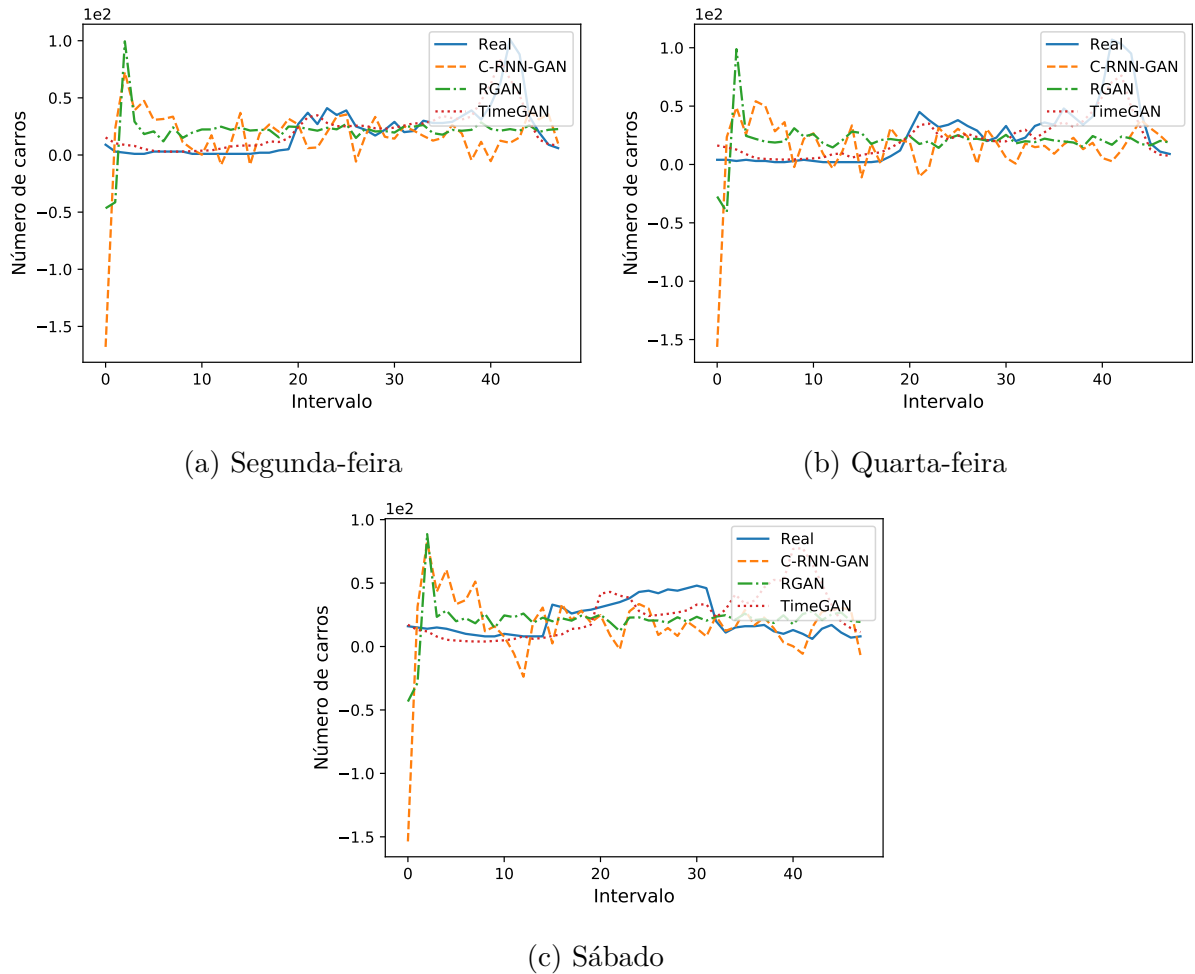 1e2
1.0
0.5
0.0
−0.5
−1.0
−1.5
Número de carros
0 10 20 30 40
Intervalo
Real
C-RNN-GAN
RGAN
TimeGAN
(a) Segunda-feira
1e2
1.0
0.5
0.0
−0.5
−1.0
−1.5
Número de carros
0 10 20 30 40
Intervalo
Real
C-RNN-GAN
RGAN
TimeGAN
(b) Quarta-feira
1e2
1.0
0.5
0.0
−0.5
−1.0
−1.5
Número de carros
0 10 20 30 40
Intervalo
Real
C-RNN-GAN
RGAN
TimeGAN
(c) Sábado